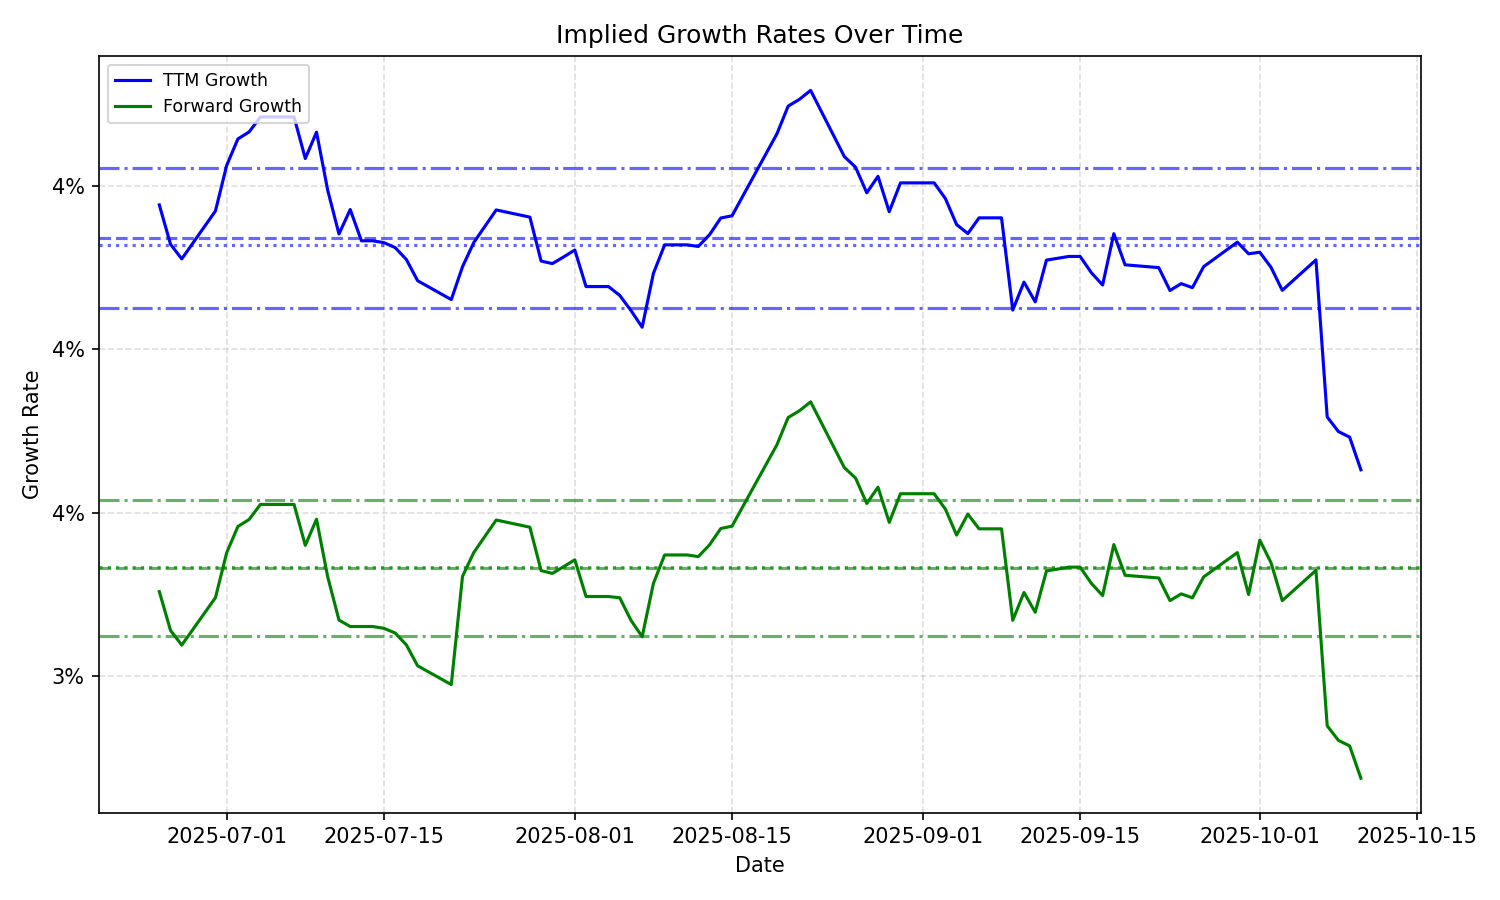 Implied Growth Rates Over Time
TTM Growth
Forward Growth
4%
4%
4%
3%
Growth Rate
2025-07-01
2025-07-15
2025-08-01
2025-08-15
2025-09-01
2025-09-15
2025-10-01
2025-10-15
Date